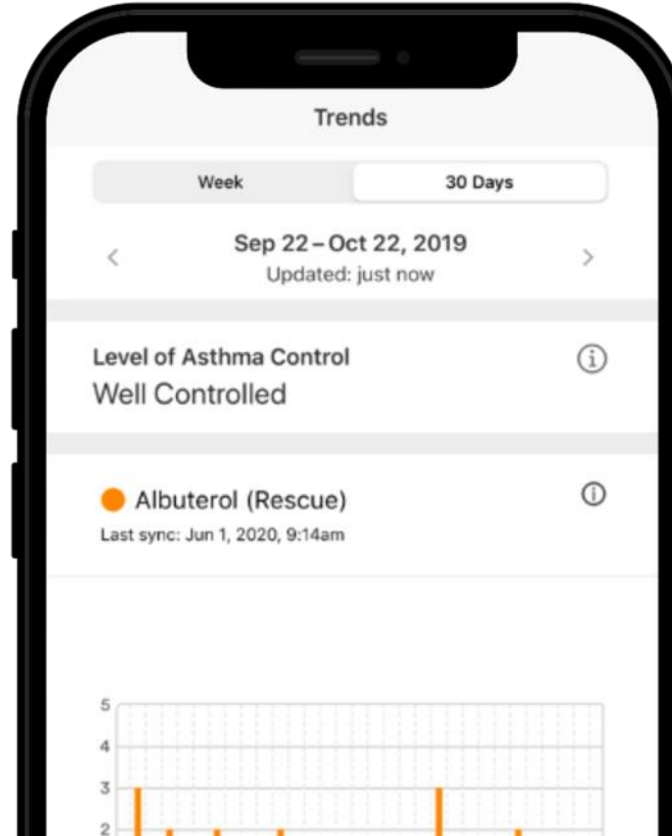 Trends
Week 30 Days
Sep 22 – Oct 22, 2019
Updated: just now
Level of Asthma Control
Well Controlled
Albuterol (Rescue)
Last sync: Jun 1, 2020, 9:14am
5
4
3
2